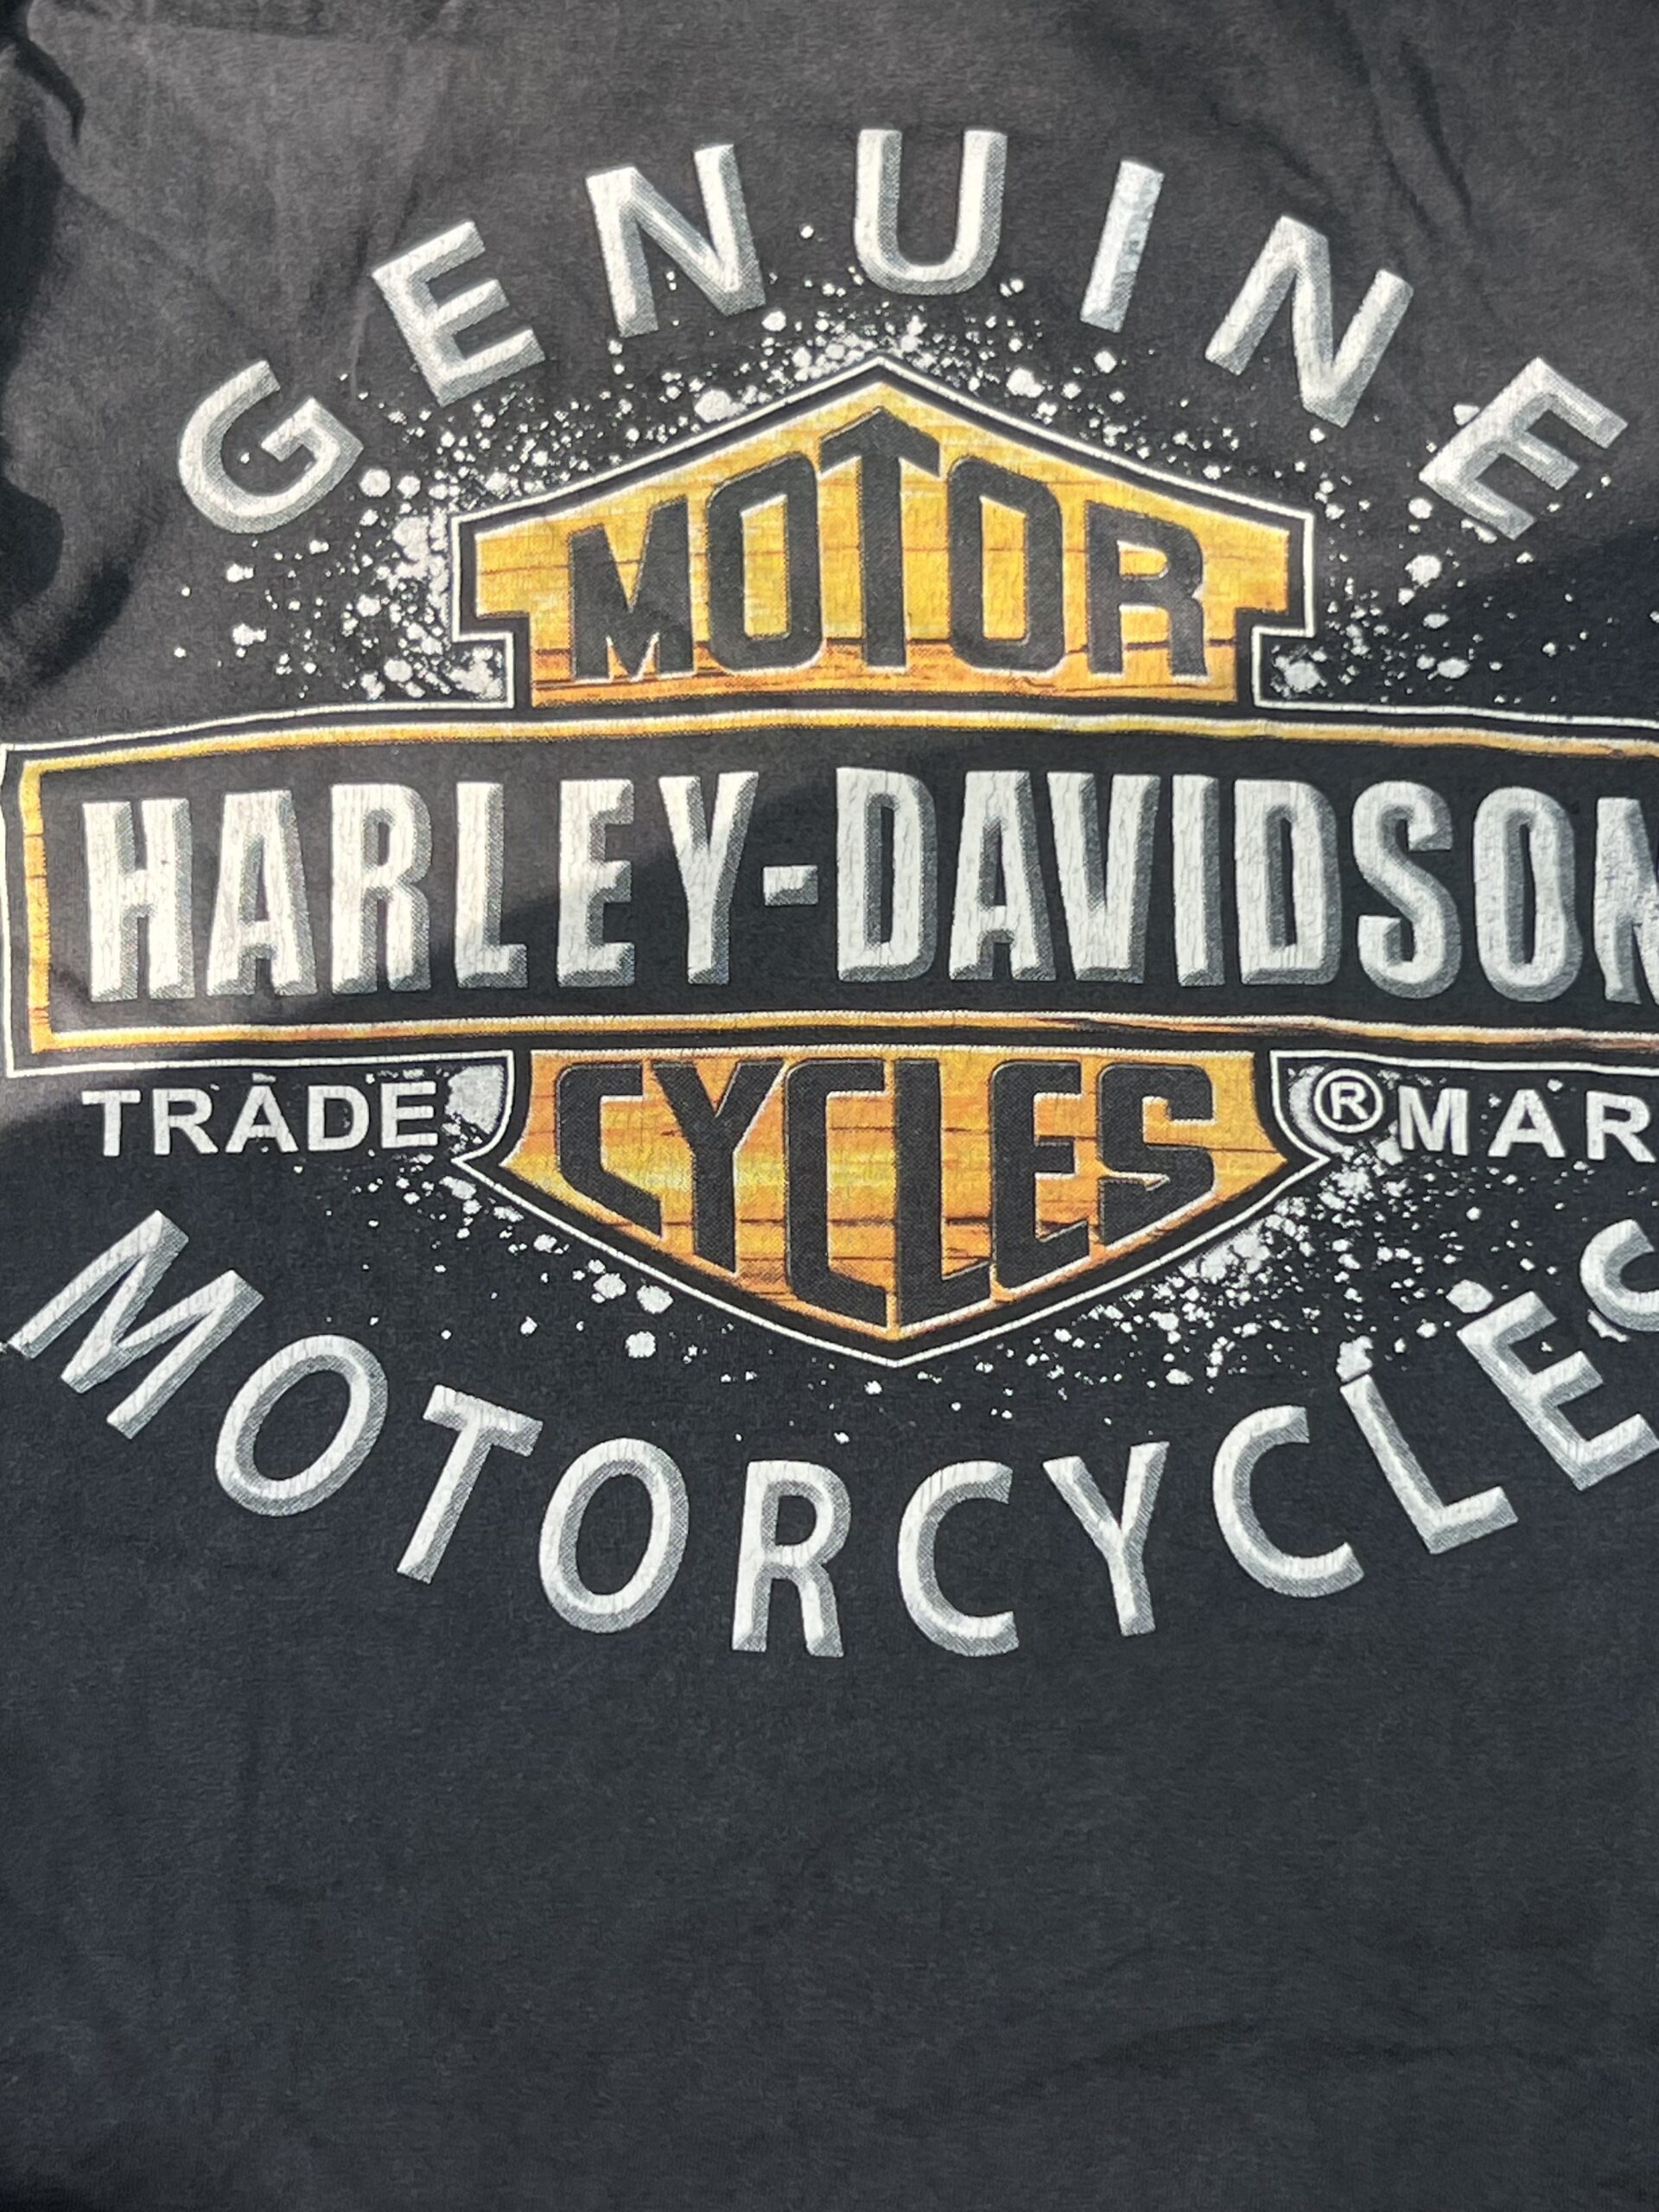 GENUINE
MOTOR
HARLEY-DAVIDSON
CYCLES
TRADE ® MAR
MOTORCYCLES